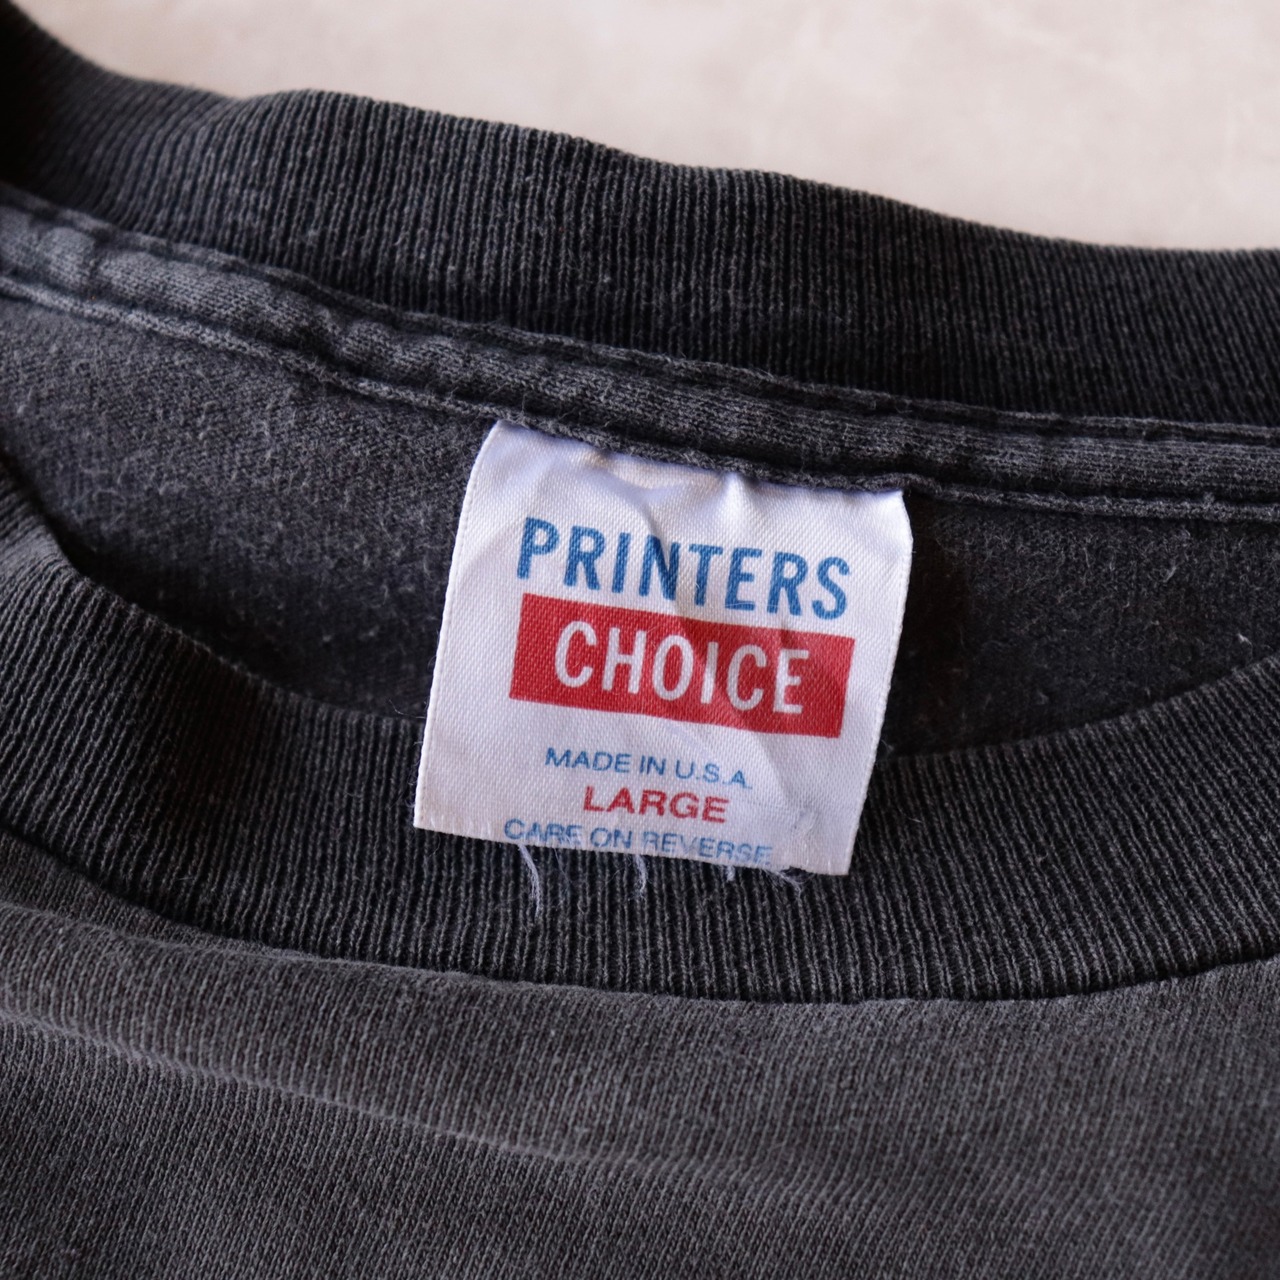 PRINTERS
CHOICE
MADE IN U.S.A.
LARGE
CARE ON REVERSE